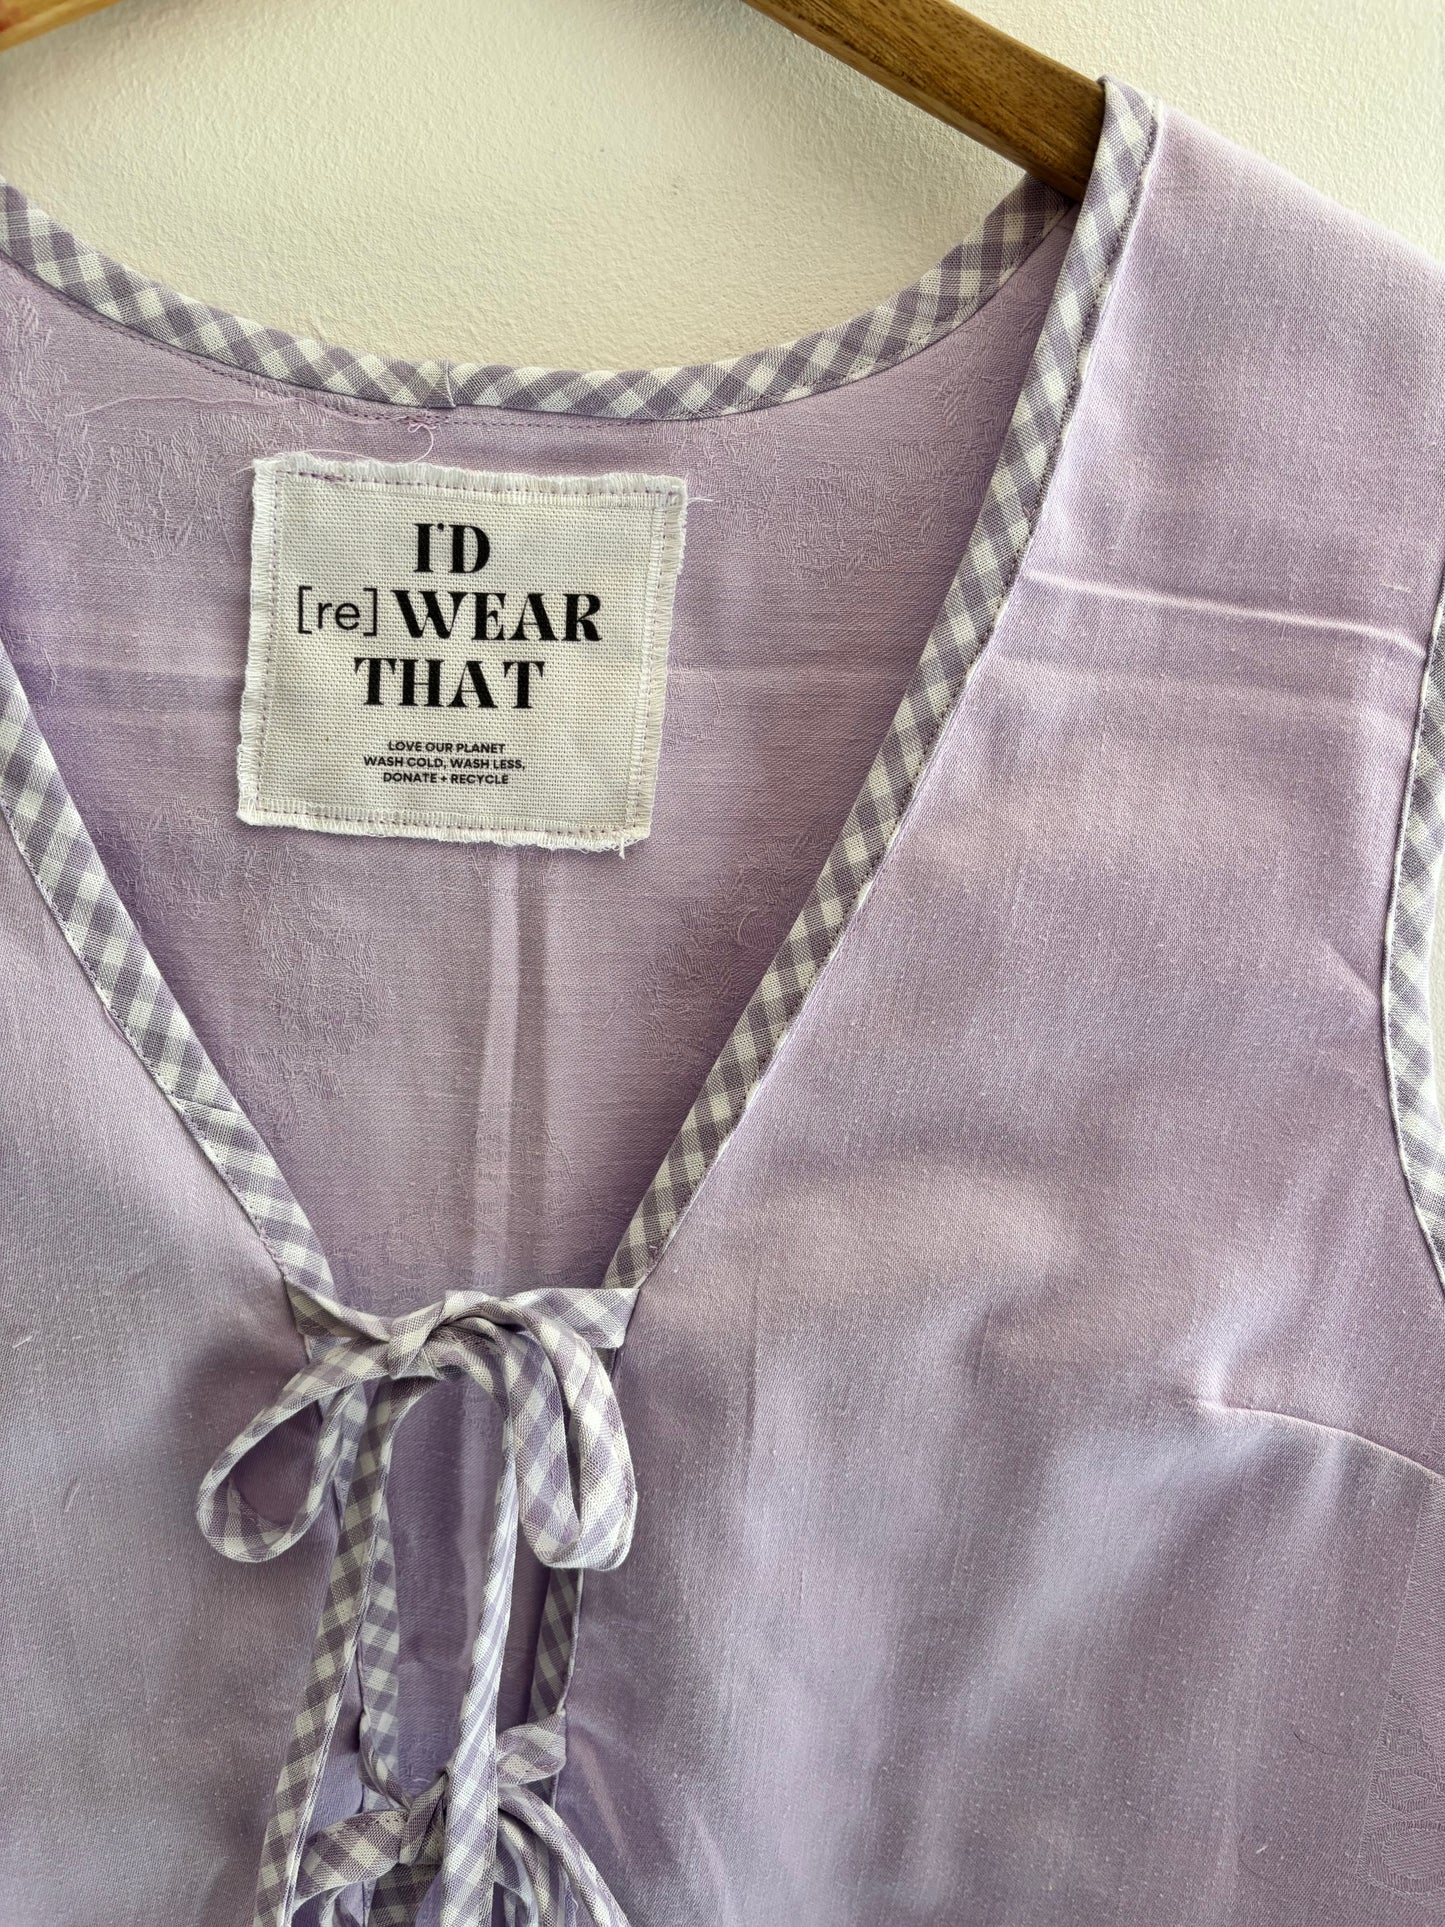 I'D
[re] WEAR
THAT
LOVE OUR PLANET
WASH COLD, WASH LESS,
DONATE + RECYCLE